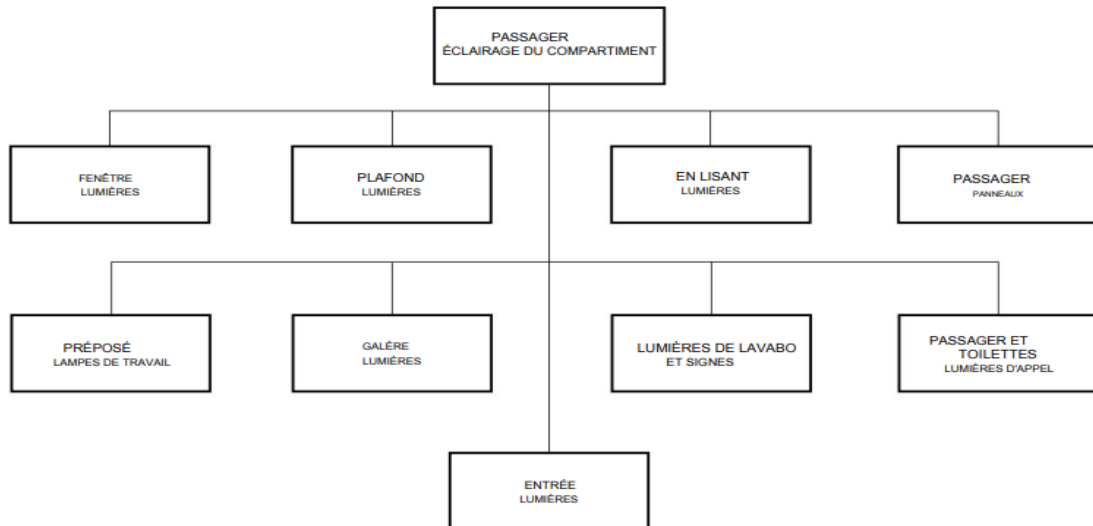 PASSAGER
ÉCLAIRAGE DU COMPARTIMENT
FENÊTRE
LUMIÈRES
PLAFOND
LUMIÈRES
EN LISANT
LUMIÈRES
PASSAGER
PANNEAUX
PRÉPOSÉ
LAMPES DE TRAVAIL
GALÈRE
LUMIÈRES
LUMIÈRES DE LAVABO
ET SIGNES
PASSAGER ET
TOILETTES
LUMIÈRES D'APPEL
ENTRÉE
LUMIÈRES